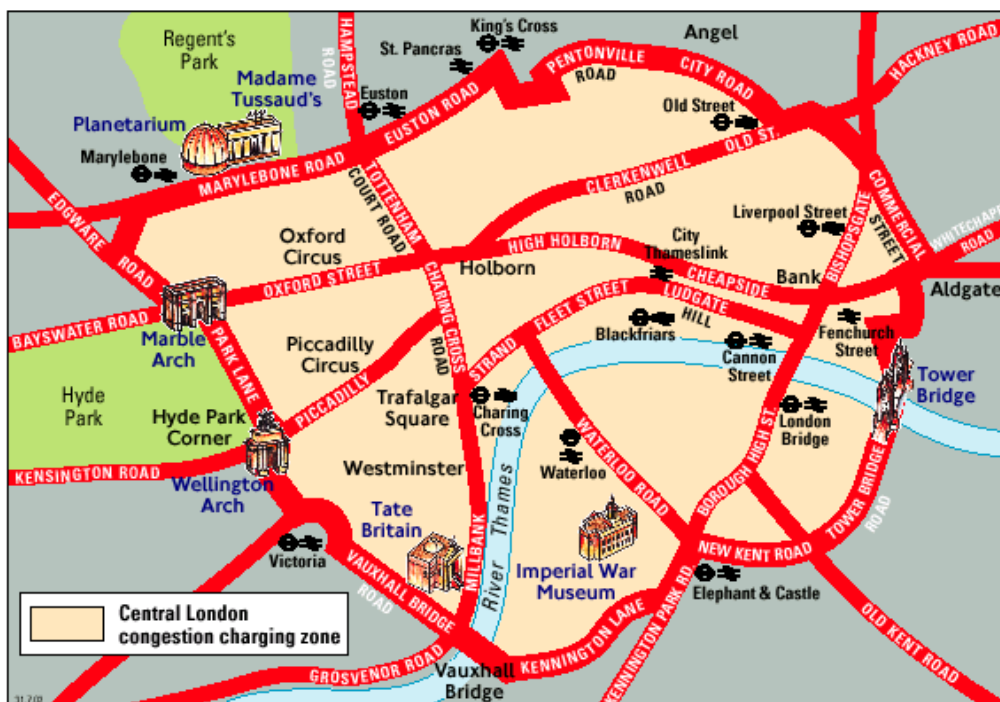 King's Cross
Regent's
Park
HAMPSTEAD
ROAD
St. Pancras
Angel
HACKNEY ROAD
PENTONVILLE
ROAD
CITY ROAD
Madame
Tussaud's
Euston
EUSTON ROAD
Old Street
Planetarium
Marylebone
MARYLEBONE ROAD
OLD ST.
CLERKENWELL
ROAD
TOTTENHAM
COURT ROAD
COMMERCIAL
STREET
EDGWARE
ROAD
Liverpool Street
BISHOPSGATE
WHITECHAPEL
ROAD
Oxford
Circus
OXFORD STREET
HIGH HOLBORN
Holborn
City
Thameslink
CHEAPSIDE
Bank
Aldgate
BAYSWATER ROAD
Marble
Arch
PARK LANE
CHARING CROSS
ROAD
FLEET STREET
LUDGATE
HILL
Blackfriars
Cannon
Street
Fenchurch
Street
Piccadilly
Circus
PICCADILLY
STRAND
Tower
Bridge
Hyde
Park
Hyde Park
Corner
Trafalgar
Square
Charing
Cross
London
Bridge
KENSINGTON ROAD
Wellington
Arch
Westminster
Waterloo
WATERLOO ROAD
BOROUGH HIGH ST.
TOWER BRIDGE
ROAD
Tate
Britain
MILLBANK
River Thames
Imperial War
Museum
NEW KENT ROAD
Victoria
VAUXHALL BRIDGE
ROAD
Elephant & Castle
KENNINGTON PARK RD
KENNINGTON LANE
OLD KENT ROAD
Central London
congestion charging zone
GROSVENOR ROAD
Vauxhall
Bridge